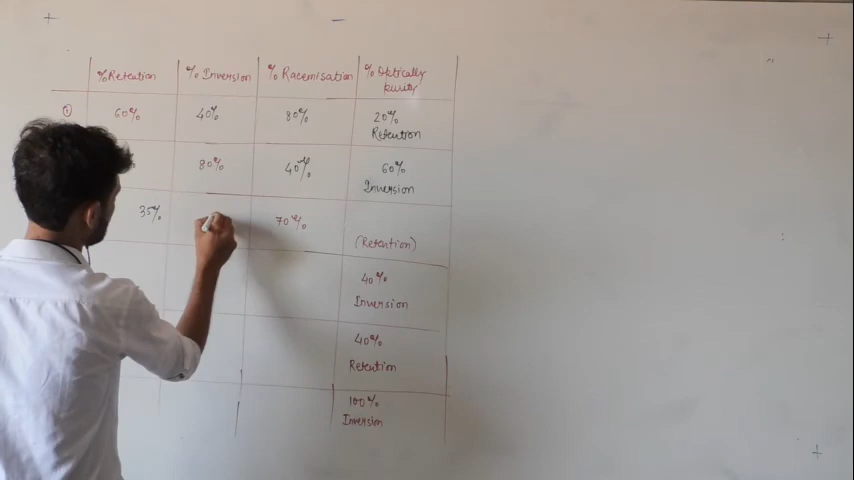 % Retention % Inversion % Racemisation % Optically
purity
① 60% 40% 80% 20%
Retention
80% 40% 60%
Inversion
35% 70%
(Retention)
40%
Inversion
40%
Retention
100%
Inversion